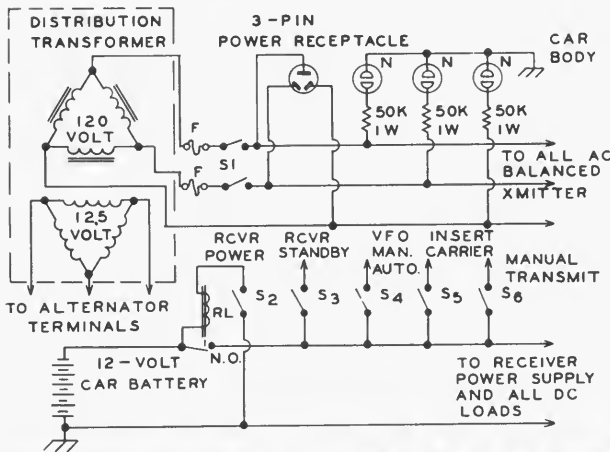 DISTRIBUTION
TRANSFORMER
3-PIN
POWER RECEPTACLE
CAR
BODY
N
N
N
50K
1W
50K
1W
50K
1W
120
VOLT
F
F
S1
TO ALL AC
BALANCED
XMITTER
12.5
VOLT
TO ALTERNATOR
TERMINALS
RCVR
POWER
RCVR
STANDBY
VFO
MAN.
AUTO.
INSERT
CARRIER
MANUAL
TRANSMIT
RL
S2
S3
S4
S5
S6
N.O.
12-VOLT
CAR BATTERY
TO RECEIVER
POWER SUPPLY
AND ALL DC
LOADS